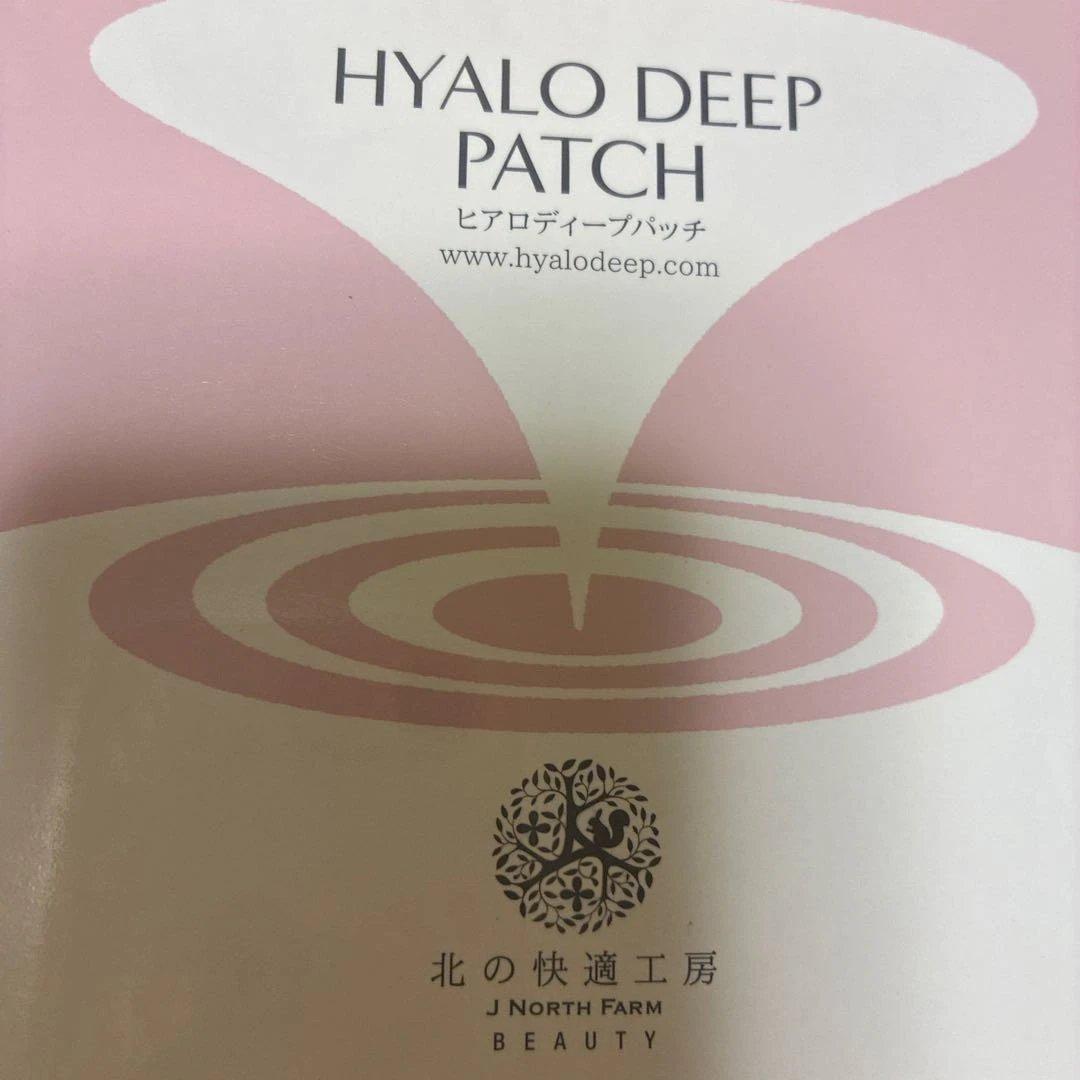 HYALO DEEP
PATCH
ヒアロディープパッチ
www.hyalodeep.com
北の快適工房
J NORTH FARM
BEAUTY